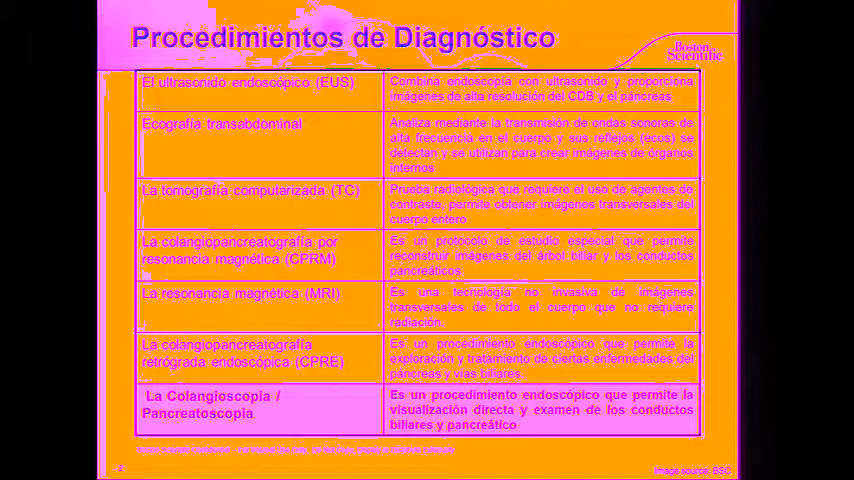 Procedimientos de Diagnóstico
Boston
Scientific
El ultrasonido endoscópico (EUS)
Combina endoscopía con ultrasonido y proporciona
imágenes de alta resolución del CDB y el páncreas
Ecografía transabdominal
Analiza mediante la transmisión de ondas sonoras de
alta frecuencia en el cuerpo y sus reflejos (ecos) se
detectan y se utilizan para crear imágenes de órganos
internos
La tomografía computarizada (TC)
Prueba radiológica que requiere el uso de agentes de
contraste, permite obtener imágenes transversales del
cuerpo entero
La colangiopancreatografía por
resonancia magnética (CPRM)
Es un protocolo de estudio especial que permite
reconstruir imágenes del árbol biliar y los conductos
pancreáticos
La resonancia magnética (MRI)
Es una tecnología no invasiva de imágenes
transversales de todo el cuerpo que no requiere
radiación.
La colangiopancreatografía
retrógrada endoscópica (CPRE)
Es un procedimiento endoscópico que permite la
exploración y tratamiento de ciertas enfermedades del
páncreas y vías biliares.
La Colangioscopia /
Pancreatoscopia
Es un procedimiento endoscópico que permite la
visualización directa y examen de los conductos
biliares y pancreático
Image source: BSC